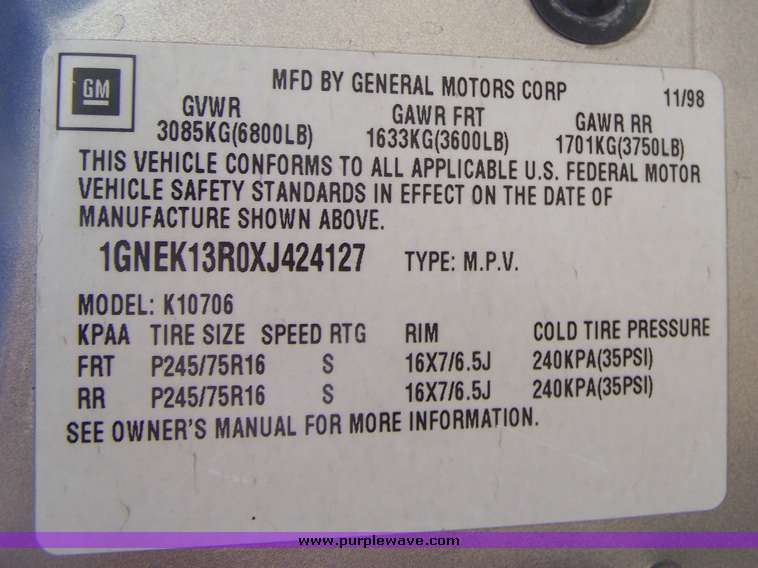 GM
MFD BY GENERAL MOTORS CORP 11/98
GVWR GAWR FRT GAWR RR
3085KG(6800LB) 1633KG(3600LB) 1701KG(3750LB)
THIS VEHICLE CONFORMS TO ALL APPLICABLE U.S. FEDERAL MOTOR
VEHICLE SAFETY STANDARDS IN EFFECT ON THE DATE OF
MANUFACTURE SHOWN ABOVE.
1GNEK13R0XJ424127 TYPE: M.P.V.
MODEL: K10706
KPAA TIRE SIZE SPEED RTG RIM COLD TIRE PRESSURE
FRT P245/75R16 S 16X7/6.5J 240KPA(35PSI)
RR P245/75R16 S 16X7/6.5J 240KPA(35PSI)
SEE OWNER'S MANUAL FOR MORE INFORMATION.
www.purplewave.com